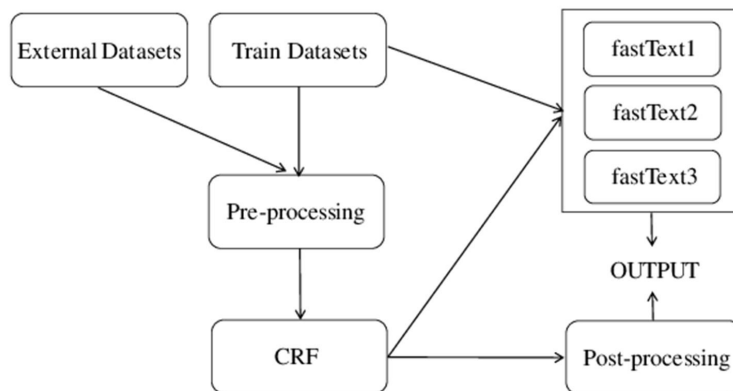 External Datasets
Train Datasets
fastText1
fastText2
fastText3
Pre-processing
OUTPUT
CRF
Post-processing